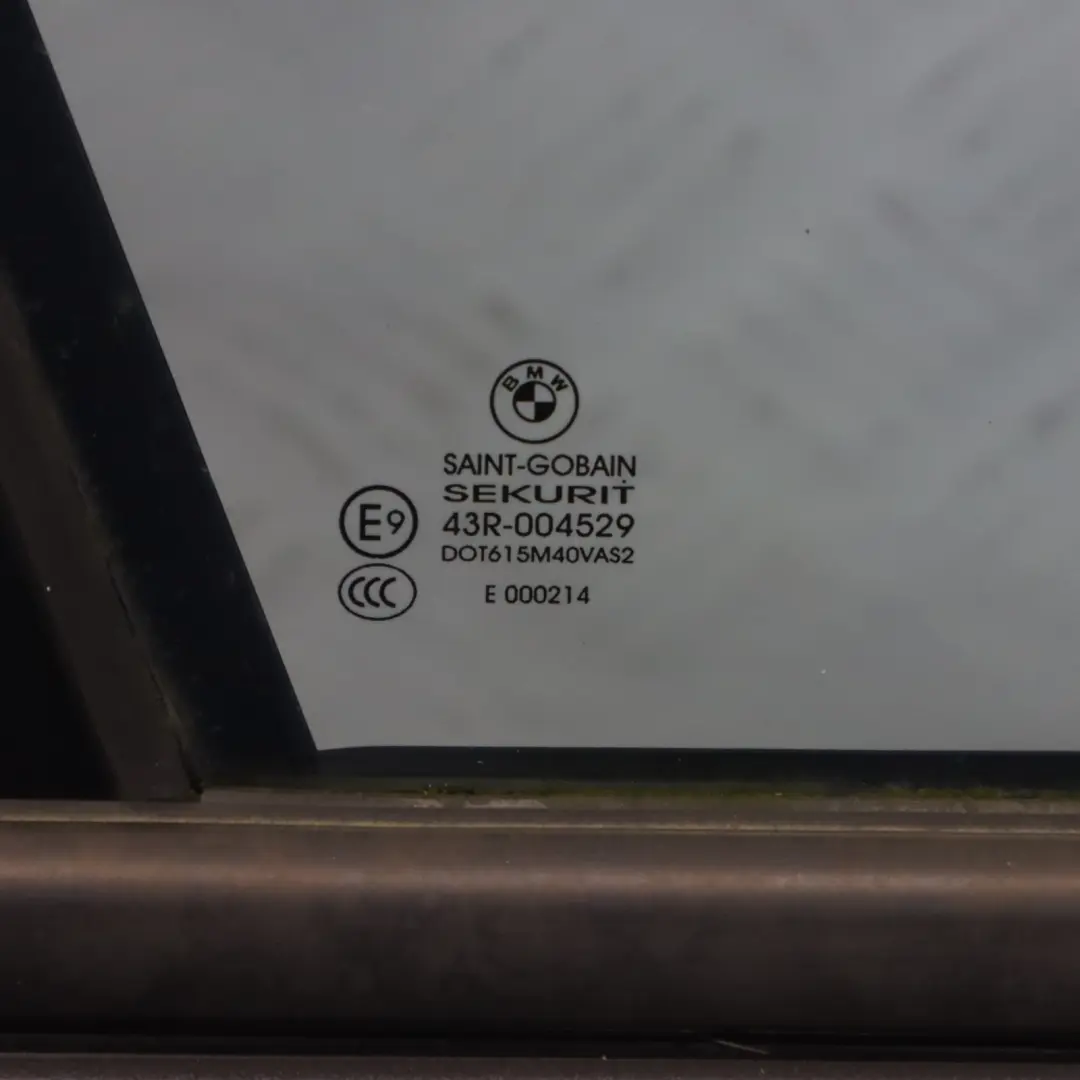 BMW
SAINT-GOBAIN
SEKURIT
E9
43R-004529
DOT615M40VAS2
CCC
E 000214